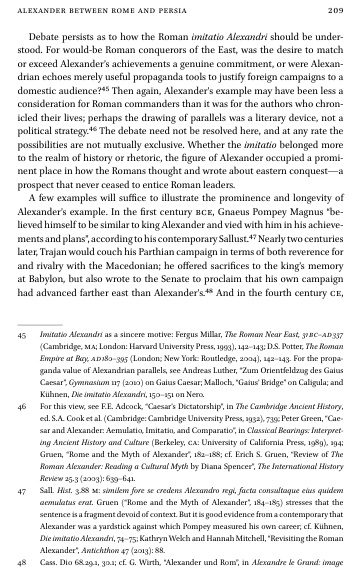 ALEXANDER BETWEEN ROME AND PERSIA 209
Debate persists as to how the Roman imitatio Alexandri should be under-
stood. For would-be Roman conquerors of the East, was the desire to match
or exceed Alexander's achievements a genuine commitment, or were Alexan-
drian echoes merely useful propaganda tools to justify foreign campaigns to a
domestic audience?45 Then again, Alexander's example may have been less a
consideration for Roman commanders than it was for the authors who chron-
icled their lives; perhaps the drawing of parallels was a literary device, not a
political strategy.46 The debate need not be resolved here, and at any rate the
possibilities are not mutually exclusive. Whether the imitatio belonged more
to the realm of history or rhetoric, the figure of Alexander occupied a promi-
nent place in how the Romans thought and wrote about eastern conquest—a
prospect that never ceased to entice Roman leaders.
A few examples will suffice to illustrate the prominence and longevity of
Alexander's example. In the first century BCE, Gnaeus Pompey Magnus "be-
lieved himself to be similar to king Alexander and vied with him in his achieve-
ments and plans", according to his contemporary Sallust.47 Nearly two centuries
later, Trajan would couch his Parthian campaign in terms of both reverence for
and rivalry with the Macedonian; he offered sacrifices to the king's memory
at Babylon, but also wrote to the Senate to proclaim that his own campaign
had advanced farther east than Alexander's.48 And in the fourth century CE,
45 Imitatio Alexandri as a sincere motive: Fergus Millar, The Roman Near East, 31BC–AD337
(Cambridge, MA; London: Harvard University Press, 1993), 142–143; D.S. Potter, The Roman
Empire at Bay, AD180–395 (London; New York: Routledge, 2004), 142–143. For the propa-
ganda value of Alexandrian parallels, see Andreas Luther, "Zum Orientfeldzug des Gaius
Caesar", Gymnasium 117 (2010) on Gaius Caesar; Malloch, "Gaius' Bridge" on Caligula; and
Kühnen, Die imitatio Alexandri, 150–151 on Nero.
46 For this view, see F.E. Adcock, "Caesar's Dictatorship", in The Cambridge Ancient History,
ed. S.A. Cook et al. (Cambridge: Cambridge University Press, 1932), 739; Peter Green, "Cae-
sar and Alexander: Aemulatio, Imitatio, and Comparatio", in Classical Bearings: Interpret-
ing Ancient History and Culture (Berkeley, CA: University of California Press, 1989), 194;
Gruen, "Rome and the Myth of Alexander", 182–188; cf. Erich S. Gruen, "Review of The
Roman Alexander: Reading a Cultural Myth by Diana Spencer", The International History
Review 25.3 (2003): 639–641.
47 Sall. Hist. 3.88 M: similem fore se credens Alexandro regi, facta consultaque eius quidem
aemulatus erat. Gruen ("Rome and the Myth of Alexander", 184–185) stresses that the
sentence is a fragment devoid of context. But it is good evidence from a contemporary that
Alexander was a yardstick against which Pompey measured his own career; cf. Kühnen,
Die imitatio Alexandri, 74–75; Kathryn Welch and Hannah Mitchell, "Revisiting the Roman
Alexander", Antichthon 47 (2013): 88.
48 Cass. Dio 68.29.1, 30.1; cf. G. Wirth, "Alexander und Rom", in Alexandre le Grand: image